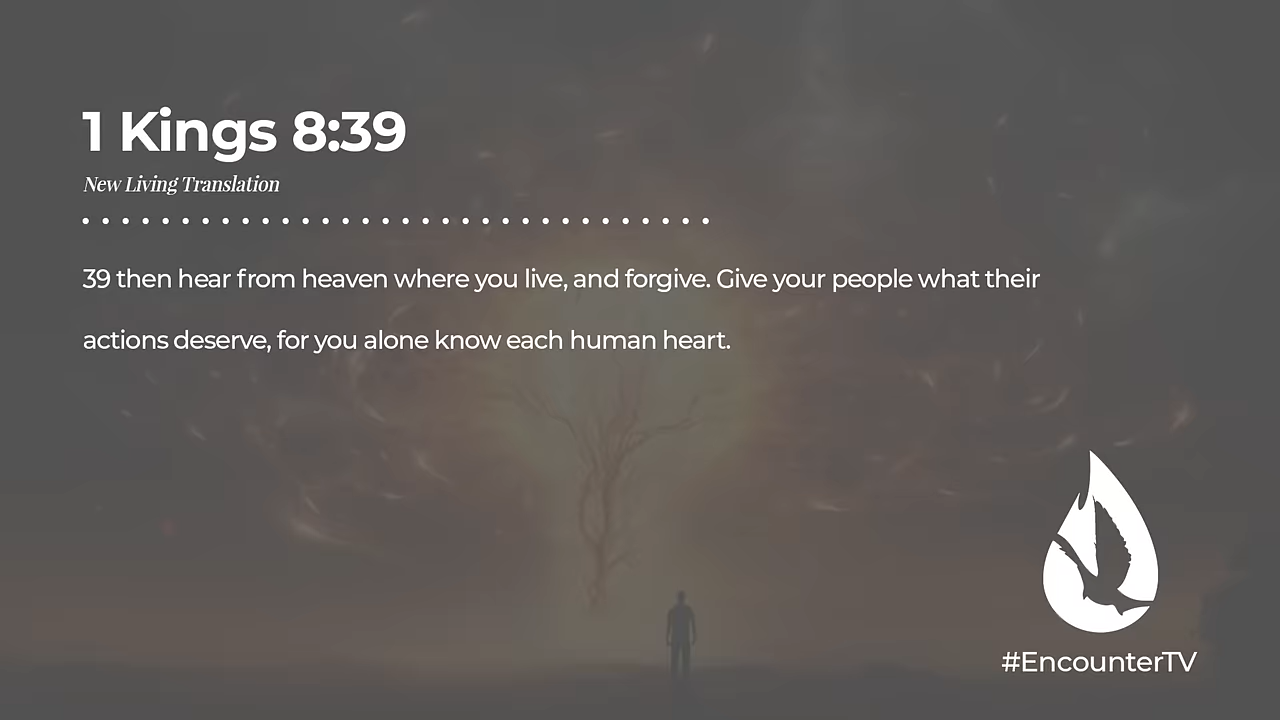 1 Kings 8:39
New Living Translation
39 then hear from heaven where you live, and forgive. Give your people what their
actions deserve, for you alone know each human heart.
#EncounterTV